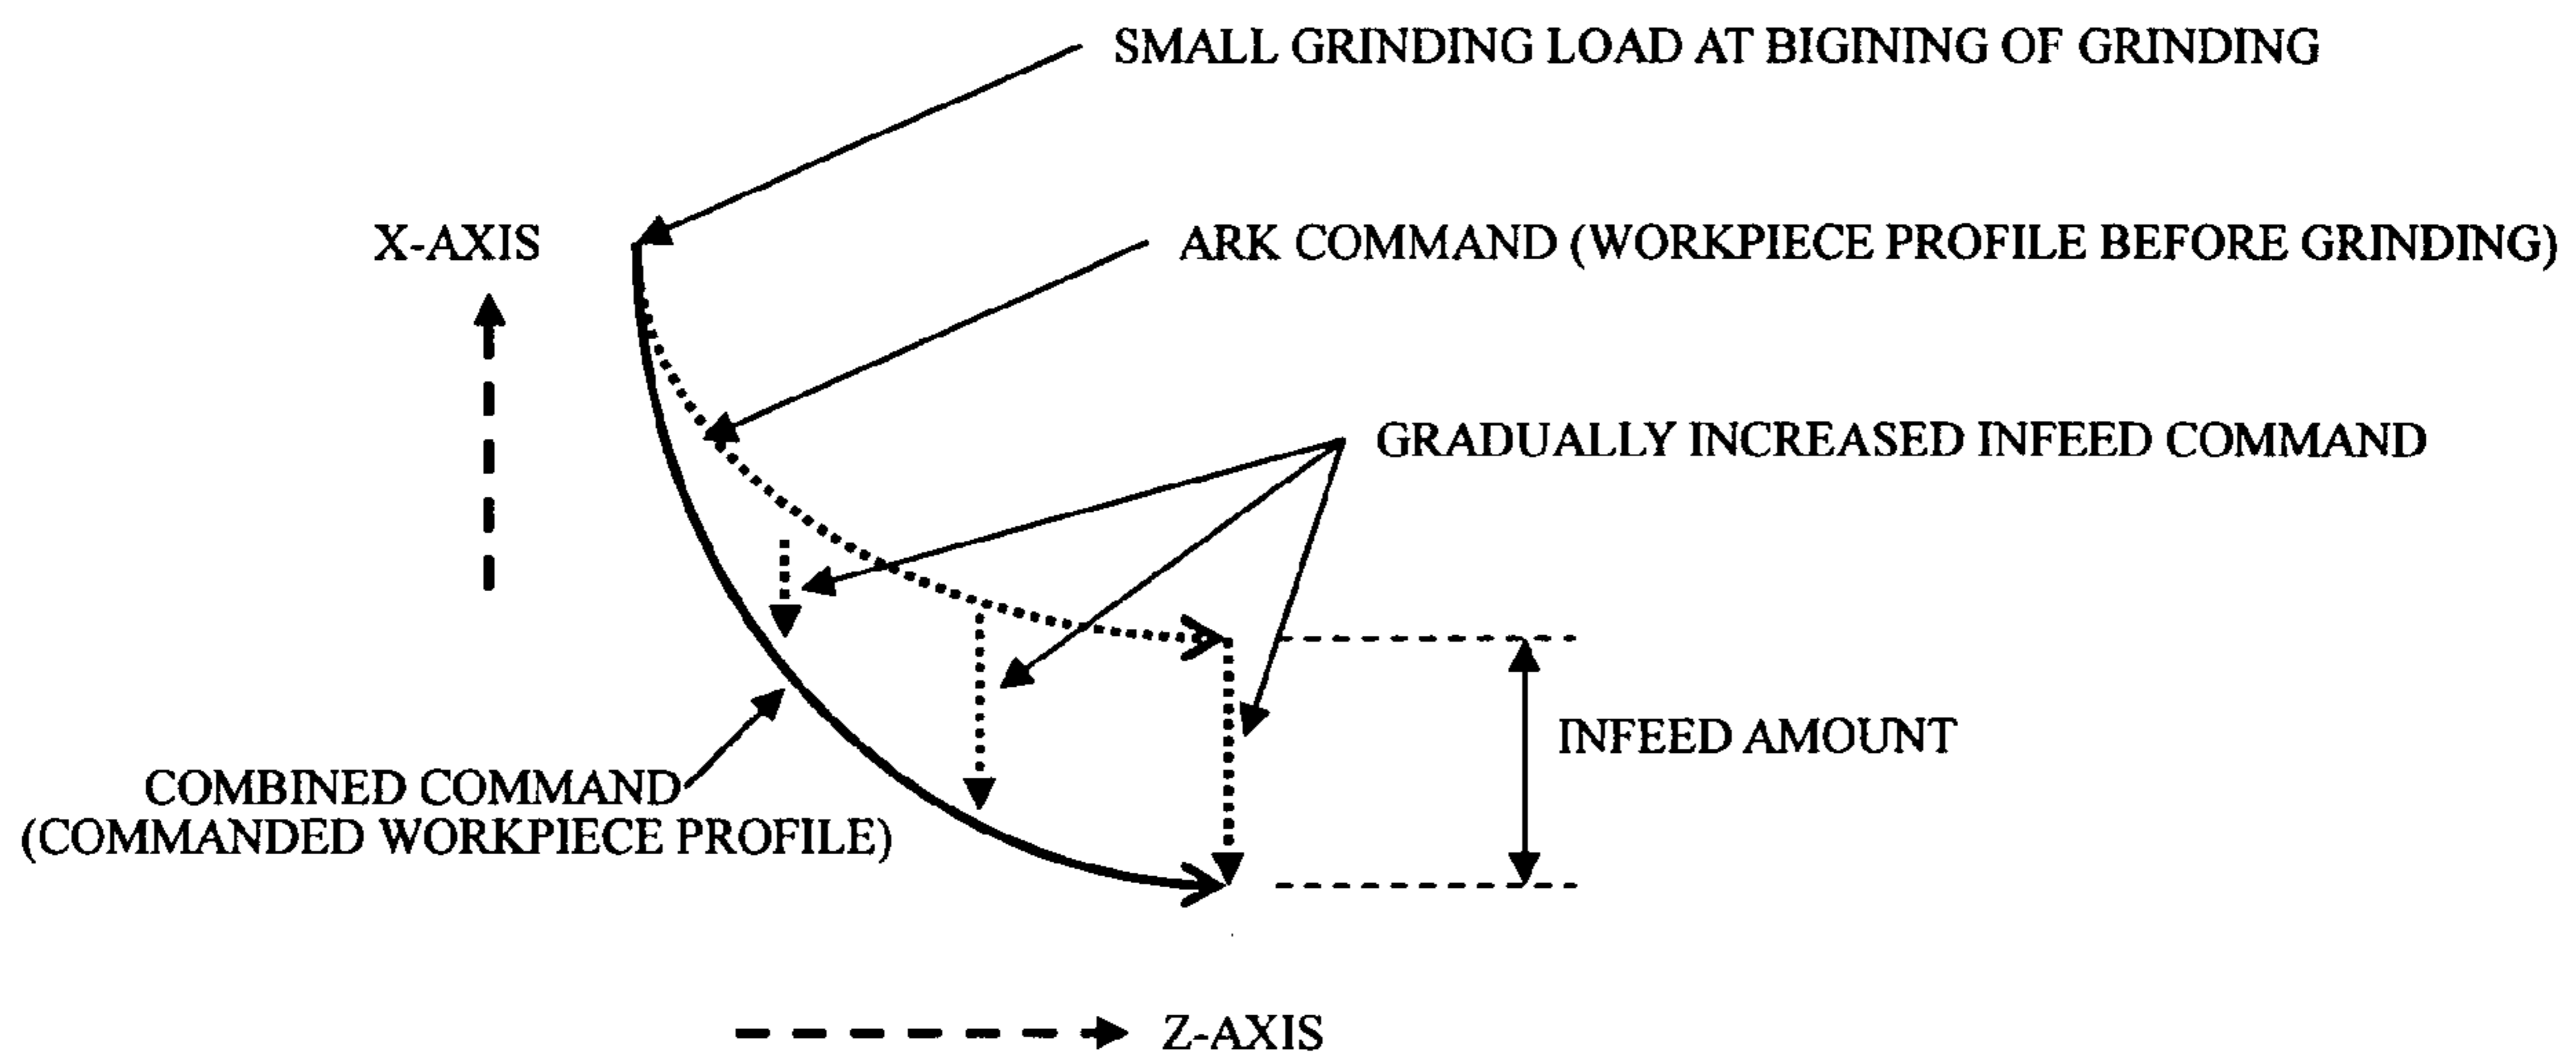 SMALL GRINDING LOAD AT BIGINING OF GRINDING
X-AXIS
ARK COMMAND (WORKPIECE PROFILE BEFORE GRINDING)
GRADUALLY INCREASED INFEED COMMAND
INFEED AMOUNT
COMBINED COMMAND
(COMMANDED WORKPIECE PROFILE)
Z-AXIS